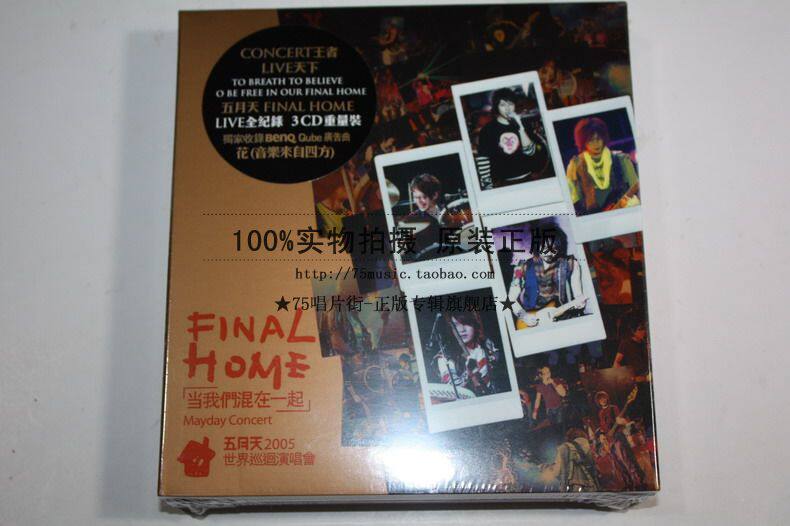 CONCERT王者
LIVE天下
TO BREATH TO BELIEVE
O BE FREE IN OUR FINAL HOME
五月天 FINAL HOME
LIVE全纪錄 3CD重量裝
獨家收錄BenQ Qube廣告曲
花(音樂來自四方)
100%实物拍摄 原装正版
http://75music.taobao.com
★75唱片街-正版专辑旗舰店★
FINAL
HOME
「当我們混在一起」
Mayday Concert
五月天2005
世界巡迴演唱會